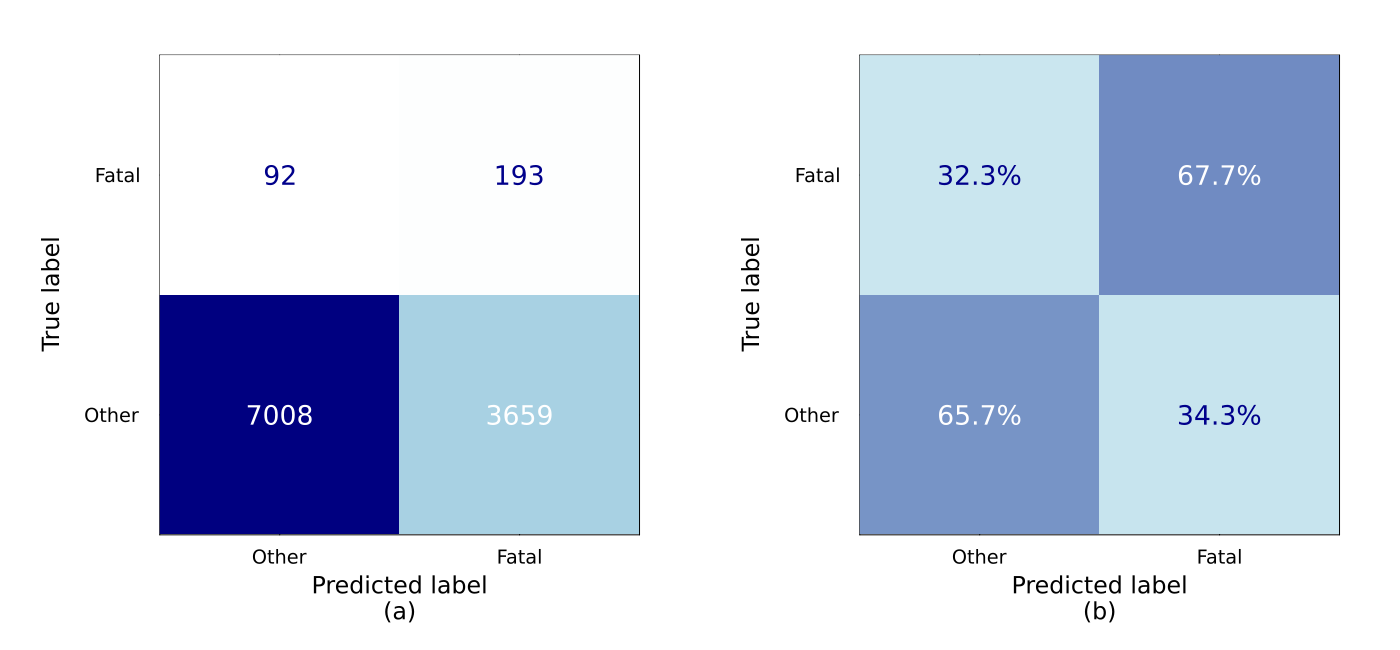 True label
Fatal
92
193
Other
7008
3659
Other
Fatal
Predicted label
(a)
True label
Fatal
32.3%
67.7%
Other
65.7%
34.3%
Other
Fatal
Predicted label
(b)